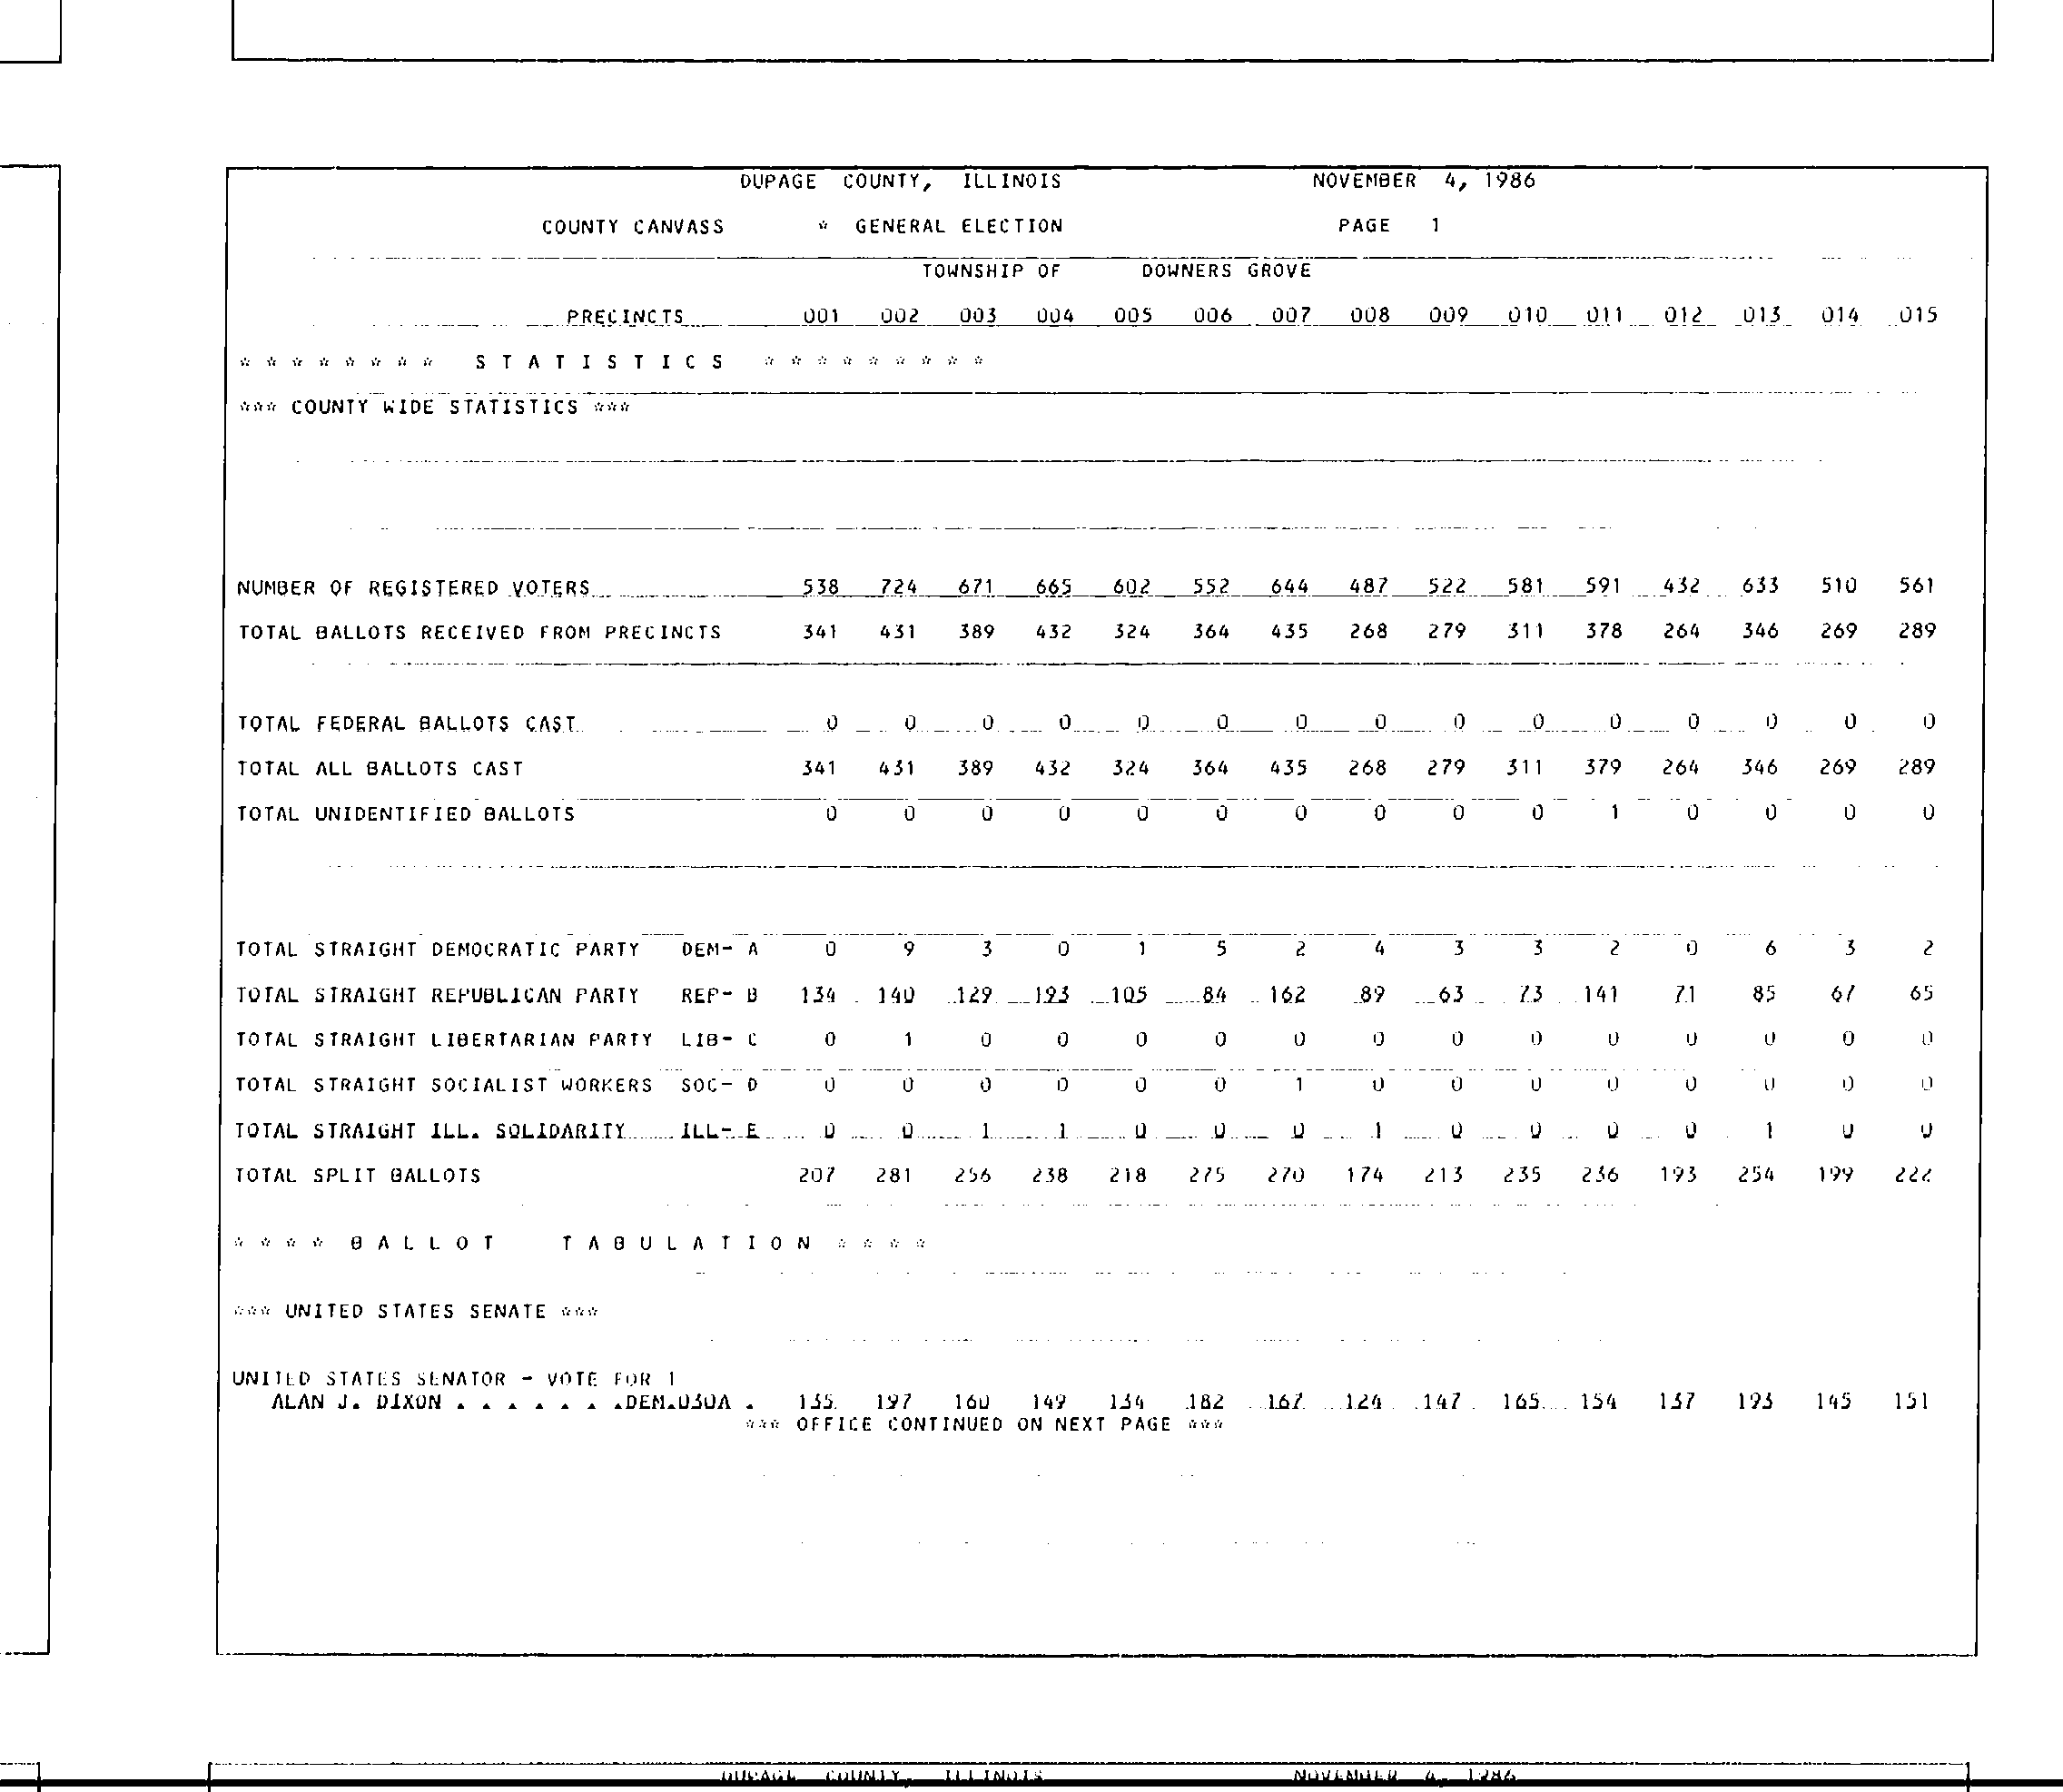 DUPAGE COUNTY, ILLINOIS NOVEMBER 4, 1986
COUNTY CANVASS * GENERAL ELECTION PAGE 1
TOWNSHIP OF DOWNERS GROVE
PRECINCTS 001 002 003 004 005 006 007 008 009 010 011 012 013 014 015
* * * * * * * * S T A T I S T I C S * * * * * * * * *
*** COUNTY WIDE STATISTICS ***
NUMBER OF REGISTERED VOTERS 538 724 671 665 602 552 644 487 522 581 591 432 633 510 561
TOTAL BALLOTS RECEIVED FROM PRECINCTS 341 431 389 432 324 364 435 268 279 311 378 264 346 269 289
TOTAL FEDERAL BALLOTS CAST 0 0 0 0 0 0 0 0 0 0 0 0 0 0 0
TOTAL ALL BALLOTS CAST 341 431 389 432 324 364 435 268 279 311 379 264 346 269 289
TOTAL UNIDENTIFIED BALLOTS 0 0 0 0 0 0 0 0 0 0 1 0 0 0 0
TOTAL STRAIGHT DEMOCRATIC PARTY DEM- A 0 9 3 0 1 5 2 4 3 3 2 0 6 3 2
TOTAL STRAIGHT REPUBLICAN PARTY REP- B 134 140 129 193 105 84 162 89 63 73 141 71 85 67 65
TOTAL STRAIGHT LIBERTARIAN PARTY LIB- C 0 1 0 0 0 0 0 0 0 0 0 0 0 0 0
TOTAL STRAIGHT SOCIALIST WORKERS SOC- D 0 0 0 0 0 0 1 0 0 0 0 0 0 0 0
TOTAL STRAIGHT ILL. SOLIDARITY ILL- E 0 0 1 1 0 0 0 1 0 0 0 0 1 0 0
TOTAL SPLIT BALLOTS 207 281 256 238 218 275 270 174 213 235 236 193 254 199 222
* * * * B A L L O T T A B U L A T I O N * * * *
*** UNITED STATES SENATE ***
UNITED STATES SENATOR - VOTE FOR 1
ALAN J. DIXON . . . . . . .DEM.030A . 135 197 160 149 134 182 167 124 147 165 154 137 193 145 151
*** OFFICE CONTINUED ON NEXT PAGE ***
DUPAGE COUNTY, ILLINOIS NOVEMBER 4, 1986